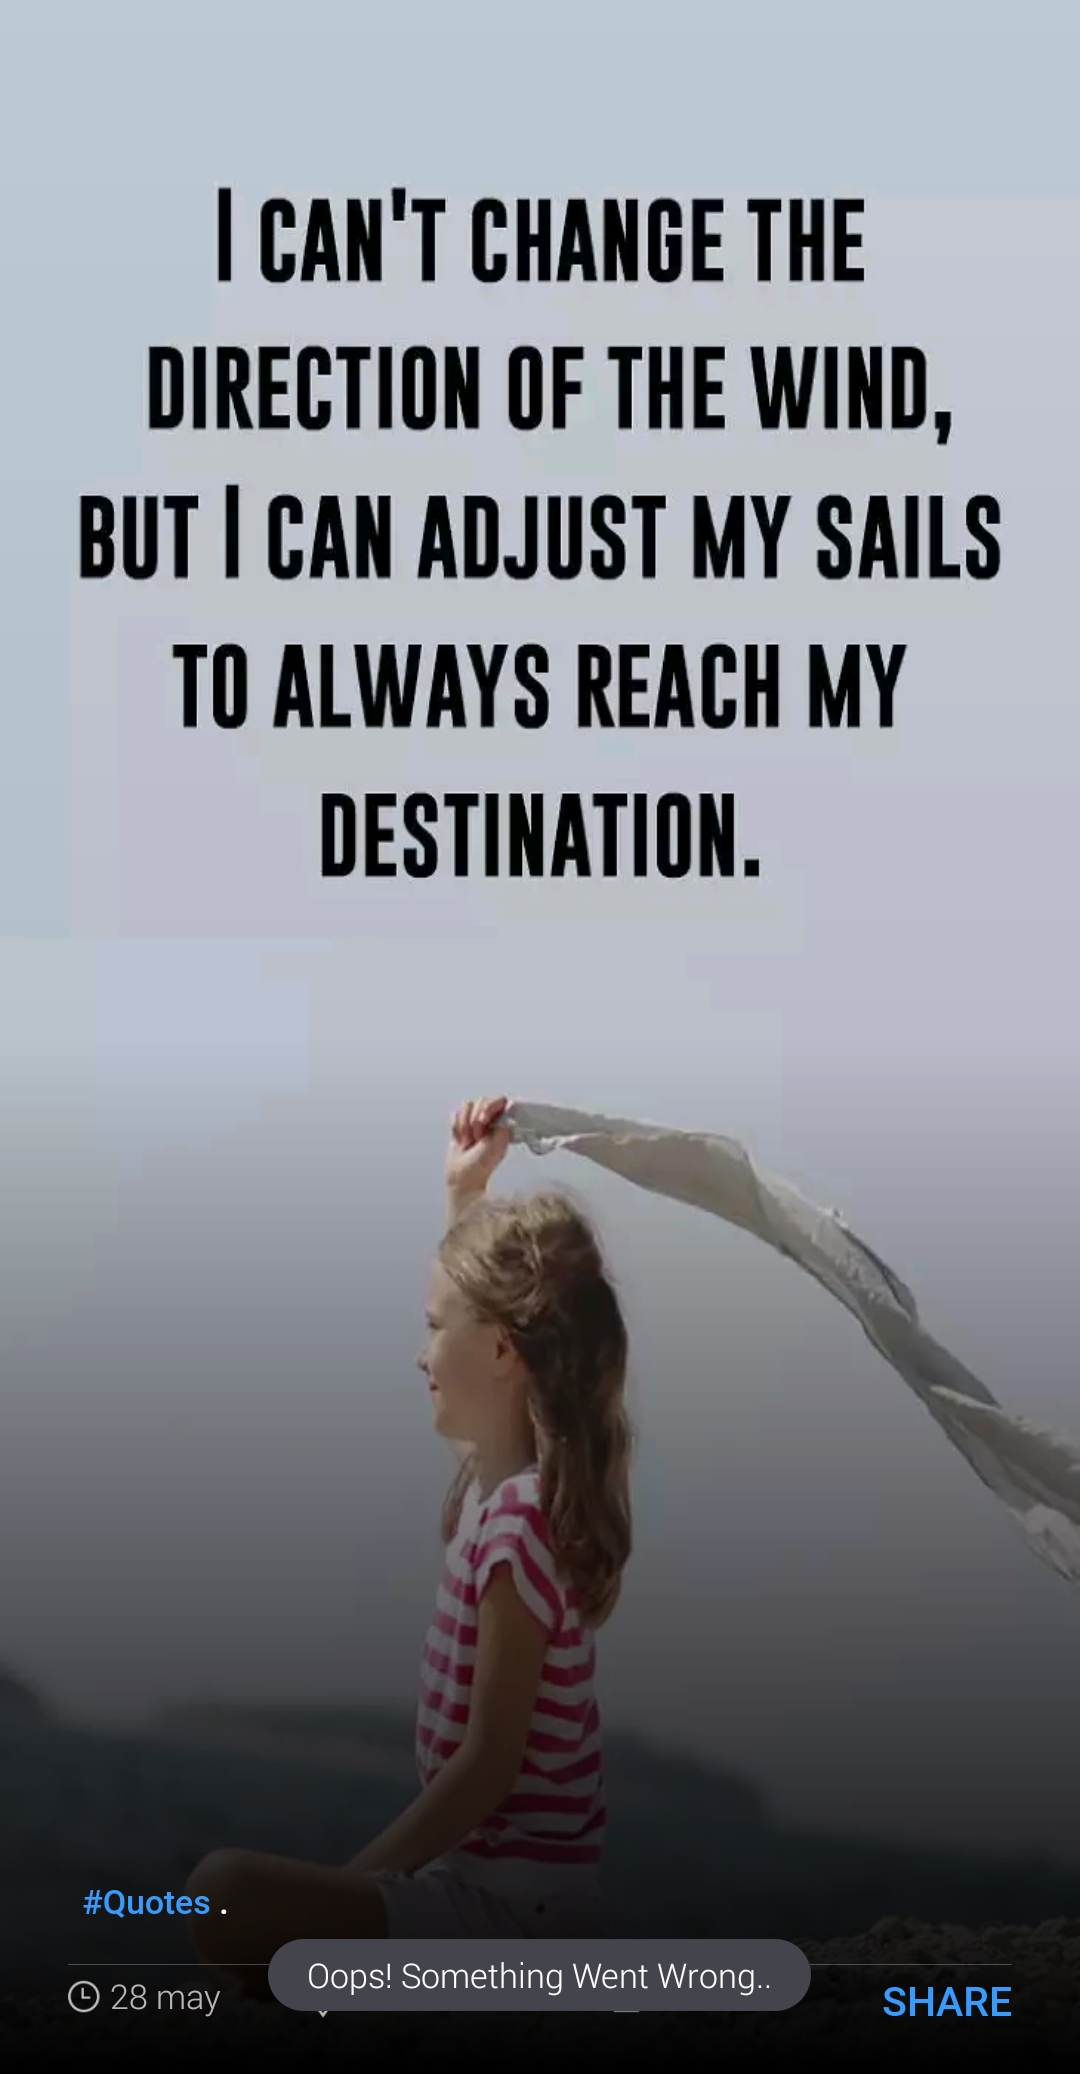 I CAN'T CHANGE THE
DIRECTION OF THE WIND,
BUT I CAN ADJUST MY SAILS
TO ALWAYS REACH MY
DESTINATION.
#Quotes .
Oops! Something Went Wrong..
28 may
SHARE